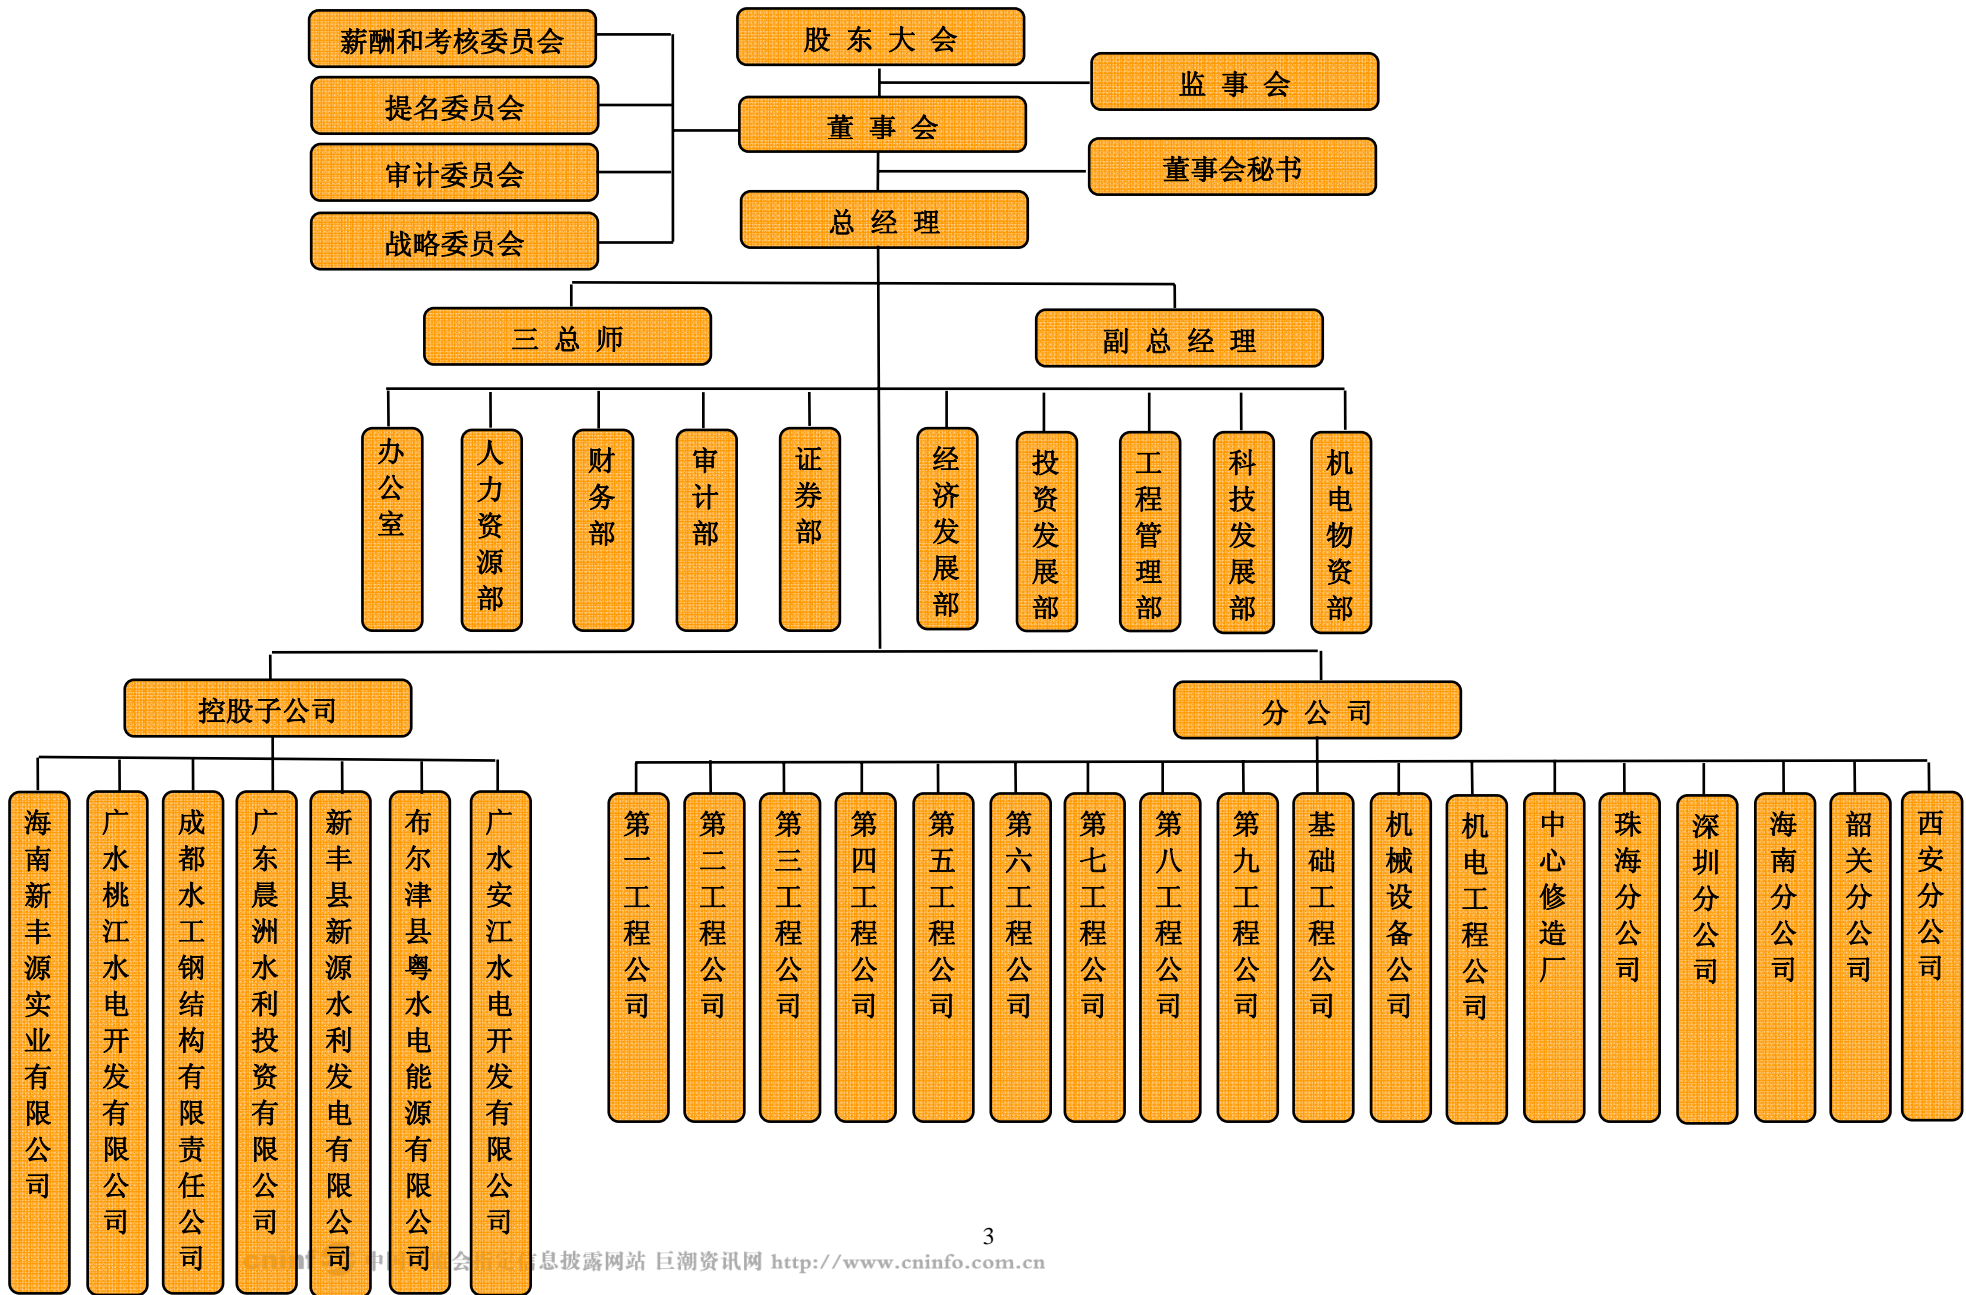 薪酬和考核委员会
提名委员会
审计委员会
战略委员会
股东大会
监事会
董事会
董事会秘书
总经理
三总师
副总经理
办公室
人力资源部
财务部
审计部
证券部
经济发展部
投资发展部
工程管理部
科技发展部
机电物资部
控股子公司
分公司
海南新丰源实业有限公司
广水桃江水电开发有限公司
成都水工钢结构有限责任公司
广东晨洲水利投资有限公司
新丰县新源水利发电有限公司
布尔津县粤水电能源有限公司
广水安江水电开发有限公司
第一工程公司
第二工程公司
第三工程公司
第四工程公司
第五工程公司
第六工程公司
第七工程公司
第八工程公司
第九工程公司
基础工程公司
机械设备公司
机电工程公司
中心修造厂
珠海分公司
深圳分公司
海南分公司
韶关分公司
西安分公司
3
信息披露网站 巨潮资讯网 http://www.cninfo.com.cn